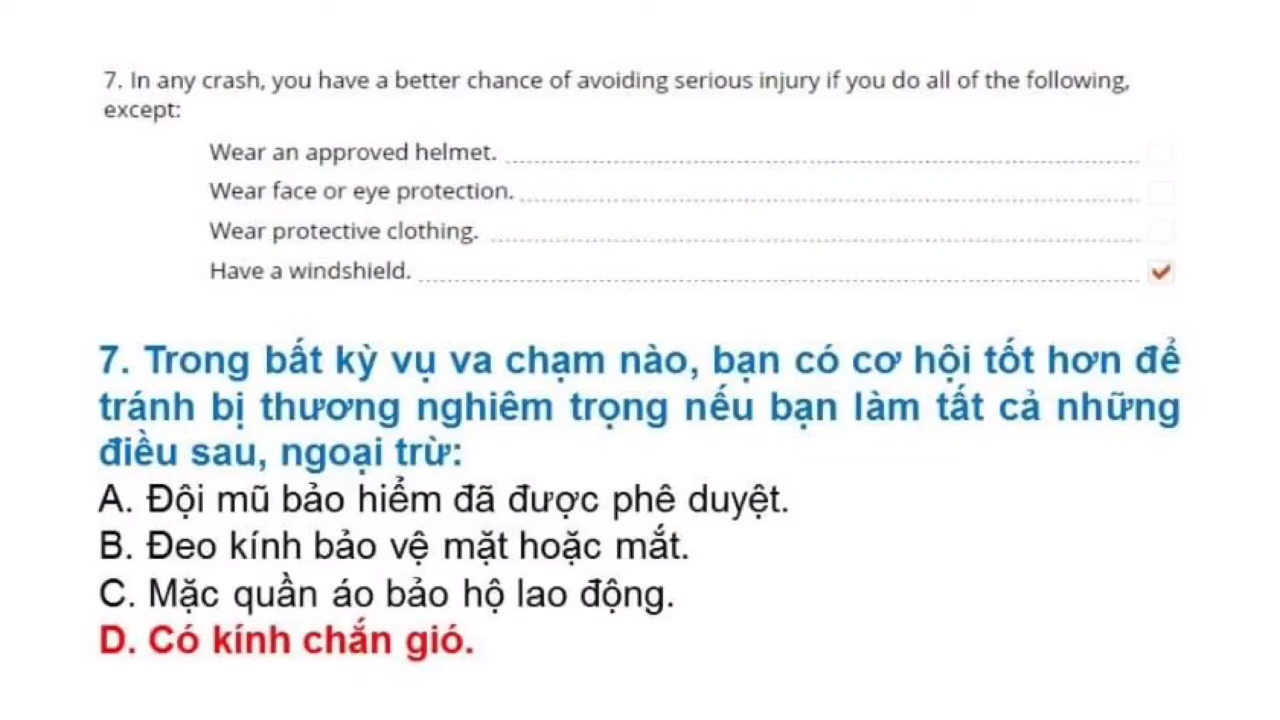 7. In any crash, you have a better chance of avoiding serious injury if you do all of the following,
except:
Wear an approved helmet.
Wear face or eye protection.
Wear protective clothing.
Have a windshield.
7. Trong bất kỳ vụ va chạm nào, bạn có cơ hội tốt hơn để
tránh bị thương nghiêm trọng nếu bạn làm tất cả những
điều sau, ngoại trừ:
A. Đội mũ bảo hiểm đã được phê duyệt.
B. Đeo kính bảo vệ mặt hoặc mắt.
C. Mặc quần áo bảo hộ lao động.
D. Có kính chắn gió.